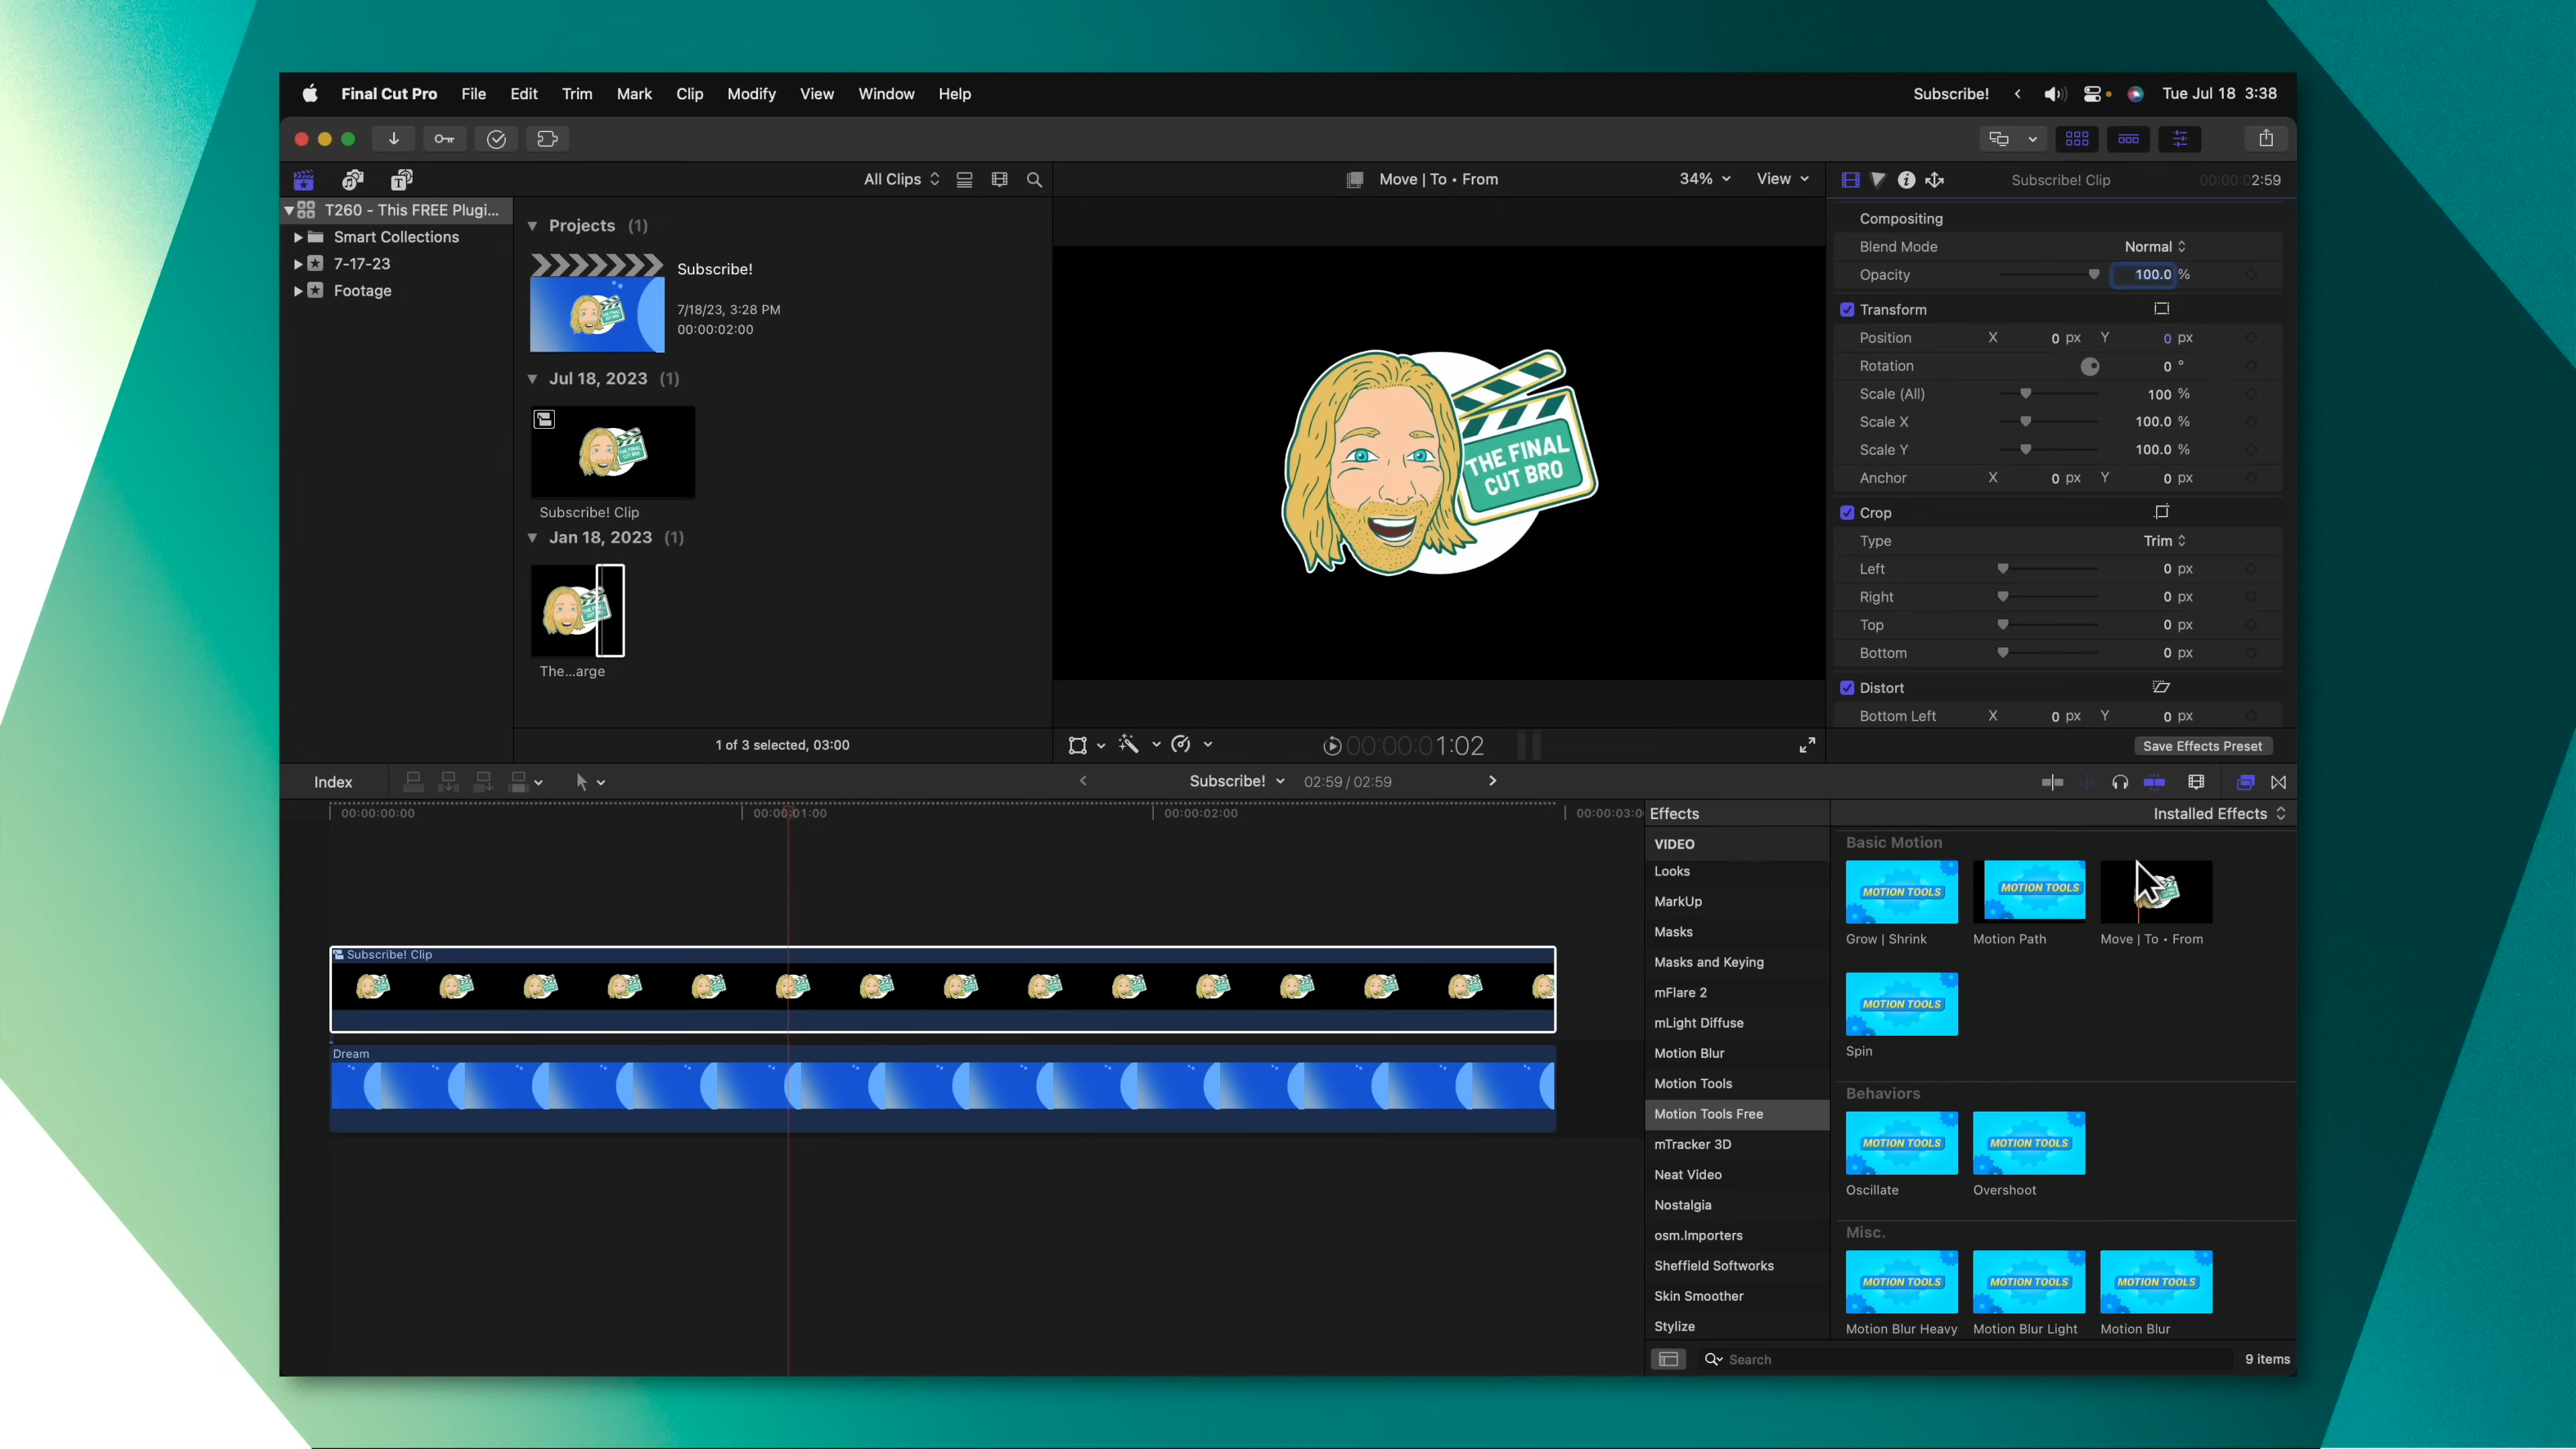 Final Cut Pro File Edit Trim Mark Clip Modify View Window Help Subscribe! Tue Jul 18 3:38
All Clips
Move | To • From
34% View
Subscribe! Clip
00:00:02:59
T260 - This FREE Plugi...
Smart Collections
7-17-23
Footage
Projects (1)
Subscribe!
7/18/23, 3:28 PM
00:00:02:00
Jul 18, 2023 (1)
Subscribe! Clip
Jan 18, 2023 (1)
The...arge
1 of 3 selected, 03:00
THE FINAL
CUT BRO
00:00:01:02
Compositing
Blend Mode Normal
Opacity 100.0 %
Transform
Position X 0 px Y 0 px
Rotation 0 °
Scale (All) 100 %
Scale X 100.0 %
Scale Y 100.0 %
Anchor X 0 px Y 0 px
Crop
Type Trim
Left 0 px
Right 0 px
Top 0 px
Bottom 0 px
Distort
Bottom Left X 0 px Y 0 px
Save Effects Preset
Index
Subscribe! 02:59 / 02:59
00:00:00:00 00:00:01:00 00:00:02:00 00:00:03:0
Subscribe! Clip
Dream
Effects
Installed Effects
VIDEO
Looks
MarkUp
Masks
Masks and Keying
mFlare 2
mLight Diffuse
Motion Blur
Motion Tools
Motion Tools Free
mTracker 3D
Neat Video
Nostalgia
osm.Importers
Sheffield Softworks
Skin Smoother
Stylize
Basic Motion
MOTION TOOLS MOTION TOOLS
Grow | Shrink Motion Path Move | To • From
MOTION TOOLS
Spin
Behaviors
MOTION TOOLS MOTION TOOLS
Oscillate Overshoot
Misc.
MOTION TOOLS MOTION TOOLS MOTION TOOLS
Motion Blur Heavy Motion Blur Light Motion Blur
Search
9 items